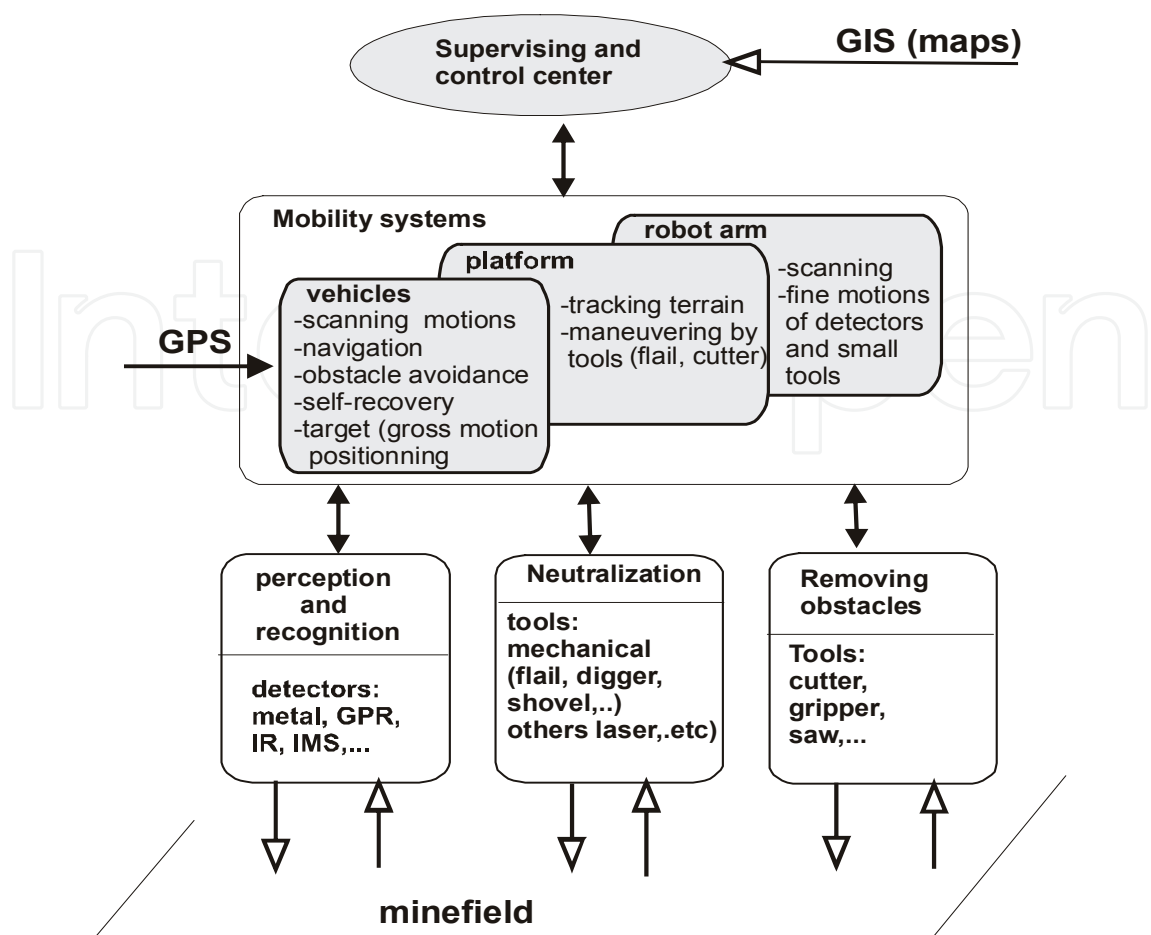 Supervising and
control center
GIS (maps)
Mobility systems
robot arm
-scanning
-fine motions
of detectors
and small
tools
platform
-tracking terrain
-maneuvering by
tools (flail, cutter)
vehicles
-scanning motions
-navigation
-obstacle avoidance
-self-recovery
-target (gross motion
positionning
GPS
perception
and
recognition
detectors:
metal, GPR,
IR, IMS,...
Neutralization
tools:
mechanical
(flail, digger,
shovel,..)
others laser,.etc)
Removing
obstacles
Tools:
cutter,
gripper,
saw,...
minefield